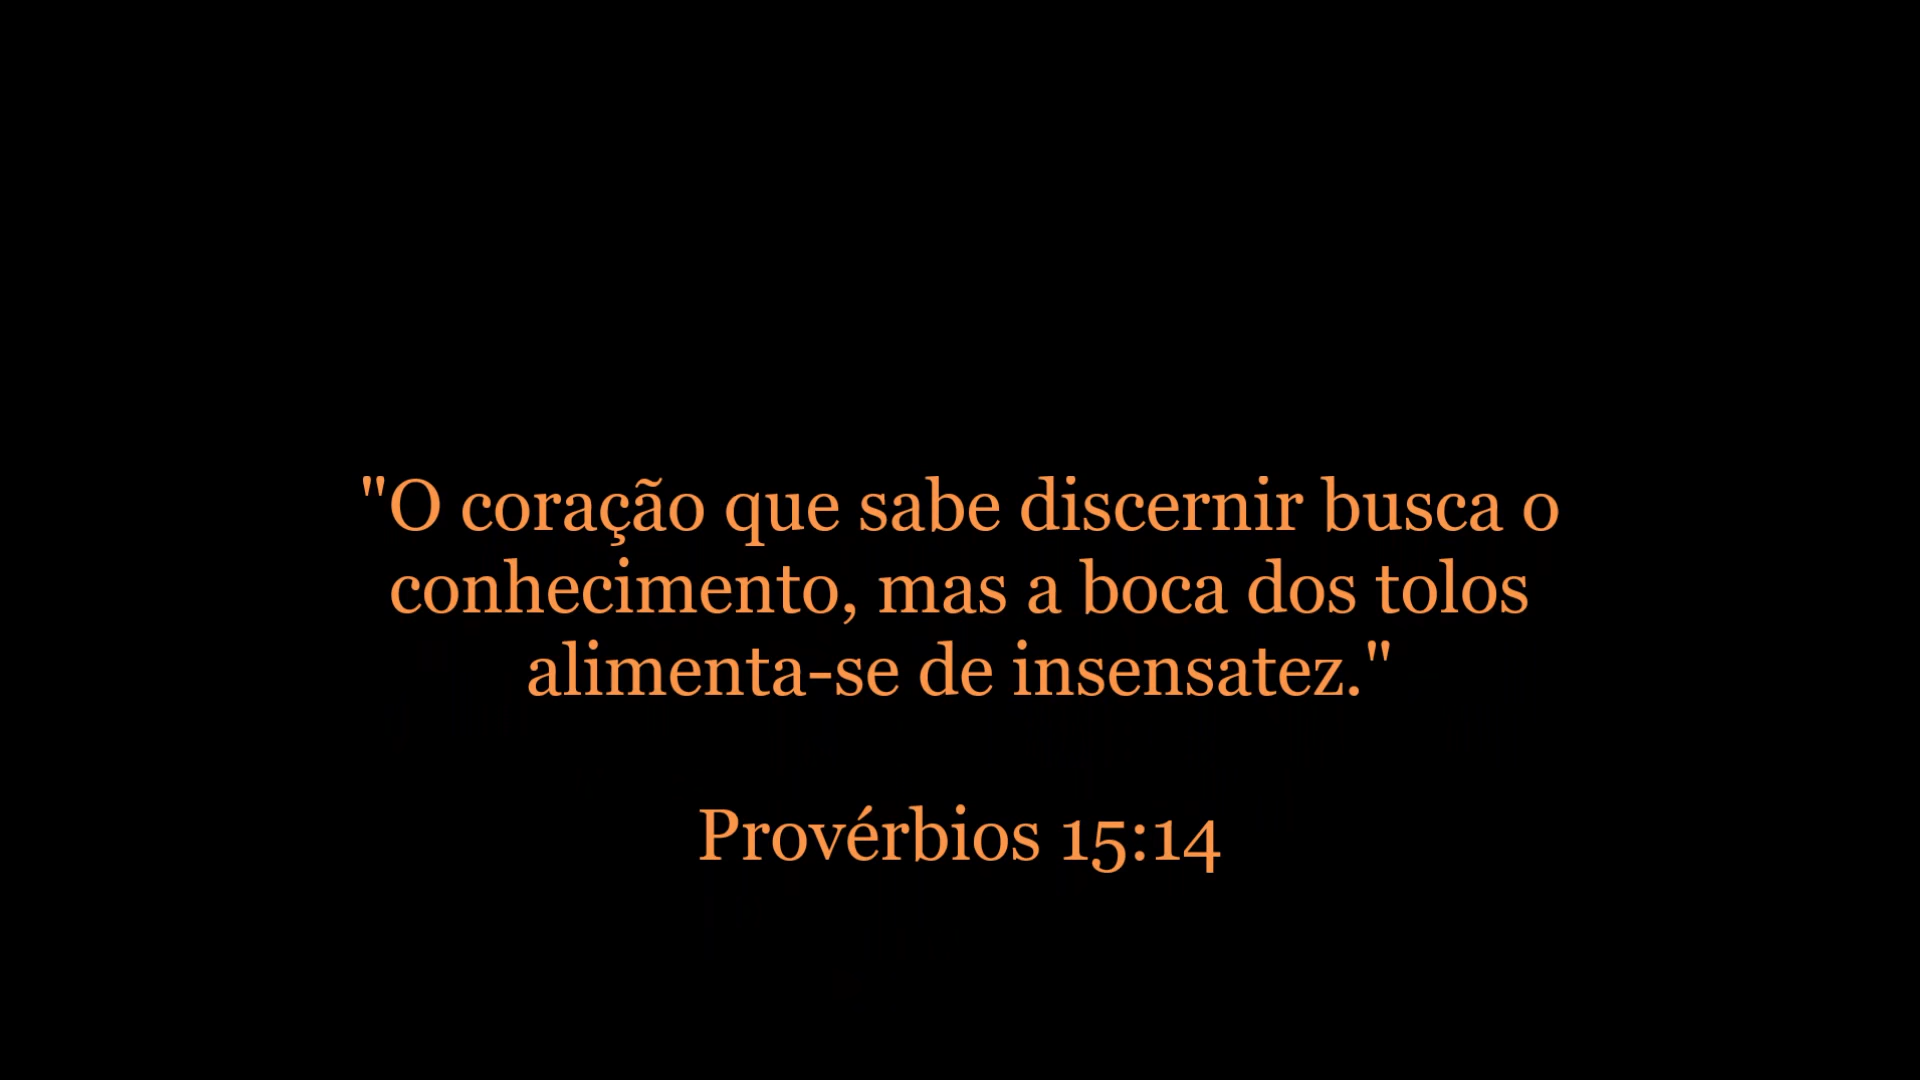 "O coração que sabe discernir busca o
conhecimento, mas a boca dos tolos
alimenta-se de insensatez."
Provérbios 15:14